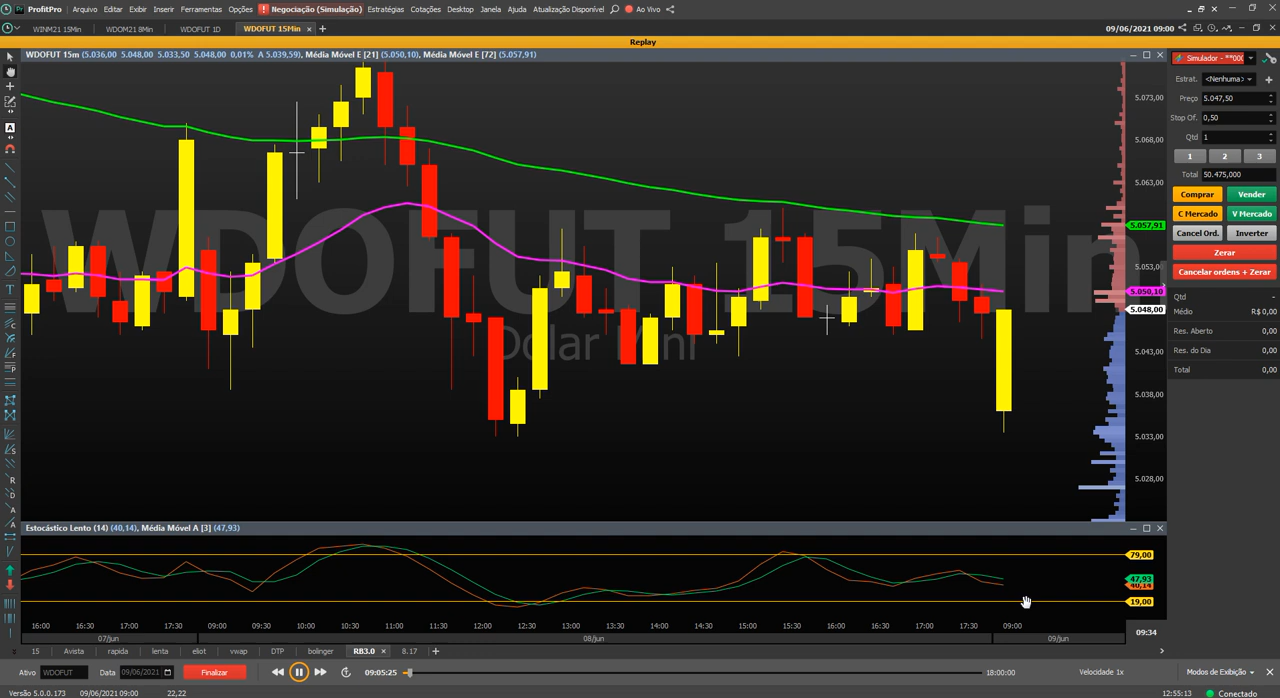 ProfitPro Arquivo Editar Exibir Inserir Ferramentas Opções Negociação (Simulação) Estratégias Cotações Desktop Janela Ajuda Atualização Disponível Ao Vivo
WINM21 15Min WDOM21 8Min WDOFUT 1D WDOFUT 15Min × + 09/06/2021 09:00
Replay
WDOFUT 15m (5.036,00 5.048,00 5.033,50 5.048,00 0,01% A 5.039,59), Média Móvel E [21] (5.050,10), Média Móvel E [72] (5.057,91)
WDOFUT 15Min
Dolar Mini
5.073,00
5.068,00
5.063,00
5.057,91
5.053,00
5.050,10
5.048,00
5.043,00
5.038,00
5.033,00
5.028,00
Simulador - **000
Estrat. <Nenhuma>
Preço 5.047,50
Stop Of. 0,50
Qtd 1
1 2 3
Total 50.475,000
Comprar Vender
C Mercado V Mercado
Cancel Ord. Inverter
Zerar
Cancelar ordens + Zerar
Qtd -
Médio R$ 0,00
Res. Aberto 0,00
Res. do Dia 0,00
Total 0,00
Estocástico Lento (14) (40,14), Média Móvel A [3] (47,93)
79,00
47,93
40,14
19,00
16:00 16:30 17:00 17:30 09:00 09:30 10:00 10:30 11:00 11:30 12:00 12:30 13:00 13:30 14:00 14:30 15:00 15:30 16:00 16:30 17:00 17:30 09:00
07/jun 08/jun 09/jun
09:34
15 Avista rapida lenta eliot vwap DTP bolinger RB3.0 × 8.17 +
Ativo WDOFUT Data 09/06/2021 Finalizar 09:05:25 18:00:00 Velocidade 1x Modos de Exibição
Versão 5.0.0.173 09/06/2021 09:00 22,22 12:55:13 Conectado